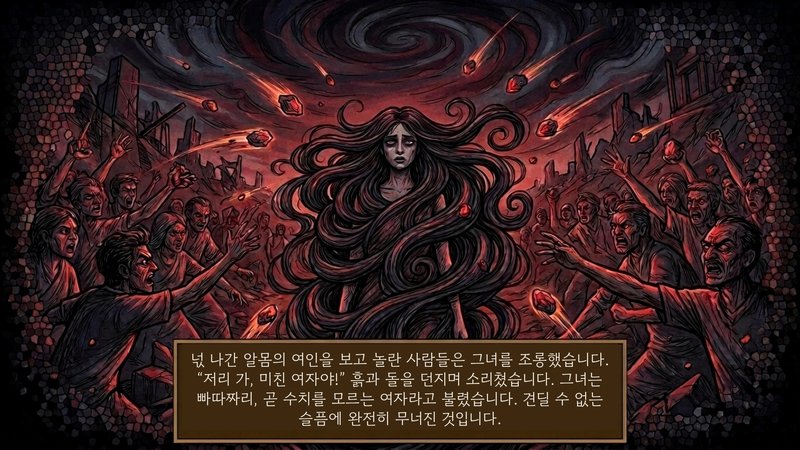 넋 나간 알몸의 여인을 보고 놀란 사람들은 그녀를 조롱했습니다.
“저리 가, 미친 여자야!” 흙과 돌을 던지며 소리쳤습니다. 그녀는
빠따짜리, 곧 수치를 모르는 여자라고 불렸습니다. 견딜 수 없는
슬픔에 완전히 무너진 것입니다.